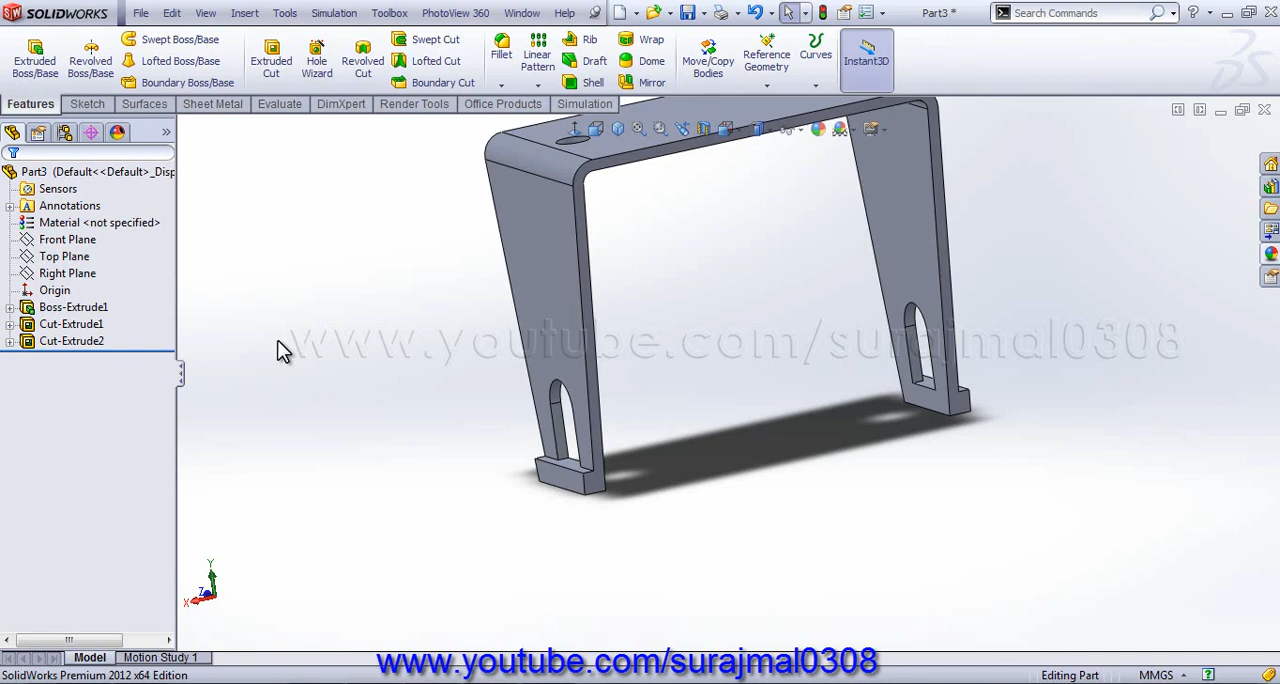 SOLIDWORKS File Edit View Insert Tools Simulation Toolbox PhotoView 360 Window Help Part3 * Search Commands
Extruded Boss/Base Revolved Boss/Base Swept Boss/Base Lofted Boss/Base Boundary Boss/Base Extruded Cut Hole Wizard Revolved Cut Swept Cut Lofted Cut Boundary Cut Fillet Linear Pattern Rib Draft Shell Wrap Dome Mirror Move/Copy Bodies Reference Geometry Curves Instant3D
Features Sketch Surfaces Sheet Metal Evaluate DimXpert Render Tools Office Products Simulation
Part3 (Default<<Default>_Disp
Sensors
Annotations
Material <not specified>
Front Plane
Top Plane
Right Plane
Origin
Boss-Extrude1
Cut-Extrude1
Cut-Extrude2
www.youtube.com/surajmal0308
Y
Z
X
Model Motion Study 1
www.youtube.com/surajmal0308
SolidWorks Premium 2012 x64 Edition Editing Part MMGS